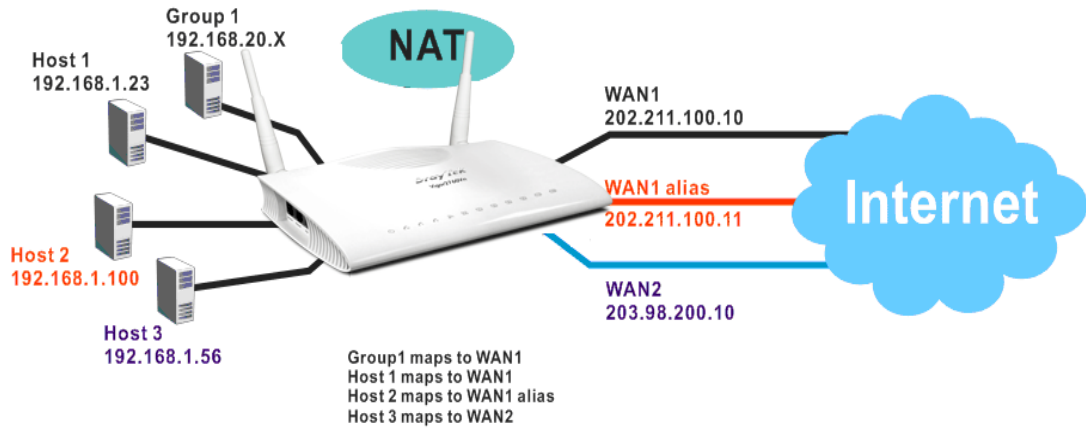 Group 1
192.168.20.X
NAT
Host 1
192.168.1.23
WAN1
202.211.100.10
DrayTek
WAN1 alias
202.211.100.11
Internet
Host 2
192.168.1.100
WAN2
203.98.200.10
Host 3
192.168.1.56
Group1 maps to WAN1
Host 1 maps to WAN1
Host 2 maps to WAN1 alias
Host 3 maps to WAN2